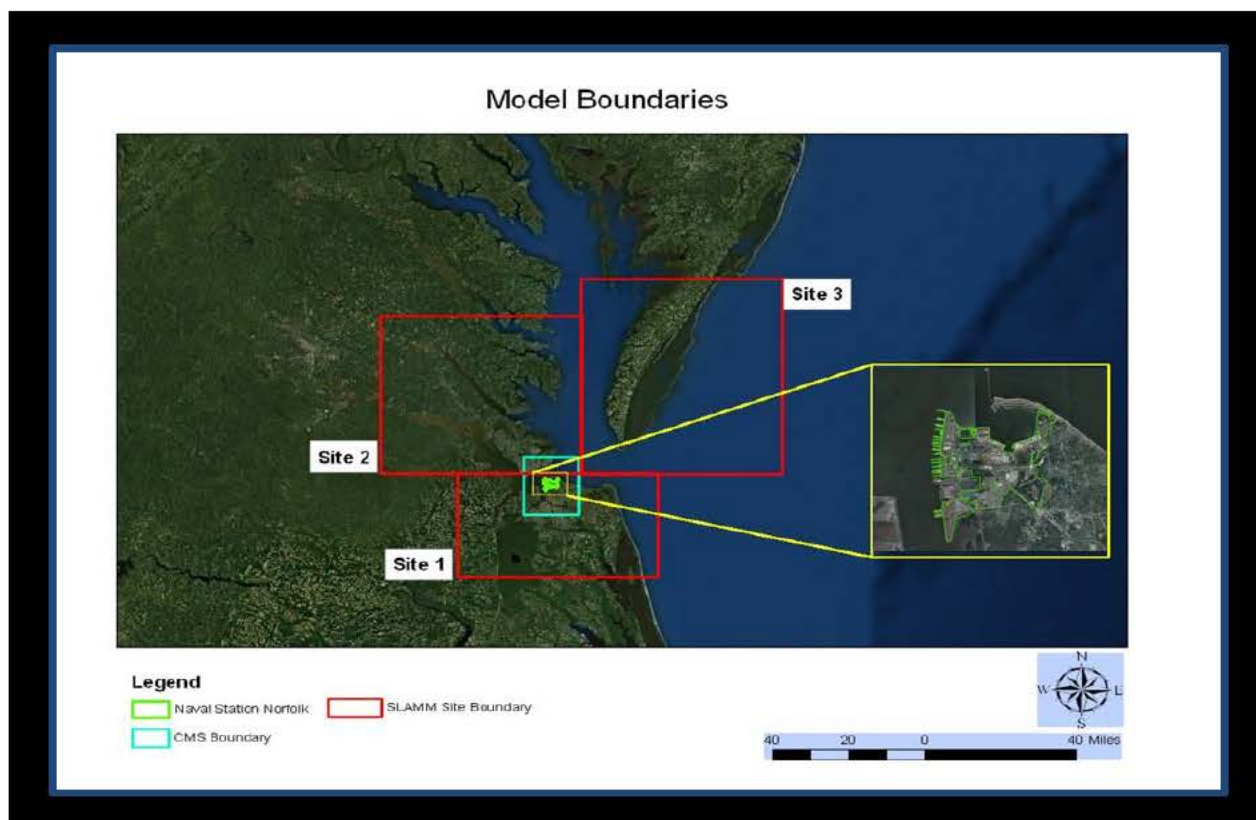 Model Boundaries
Site 3
Site 2
Site 1
Legend
Naval Station Norfolk
SLAMM Site Boundary
CMS Boundary
N
W E
S
40 20 0 40 Miles